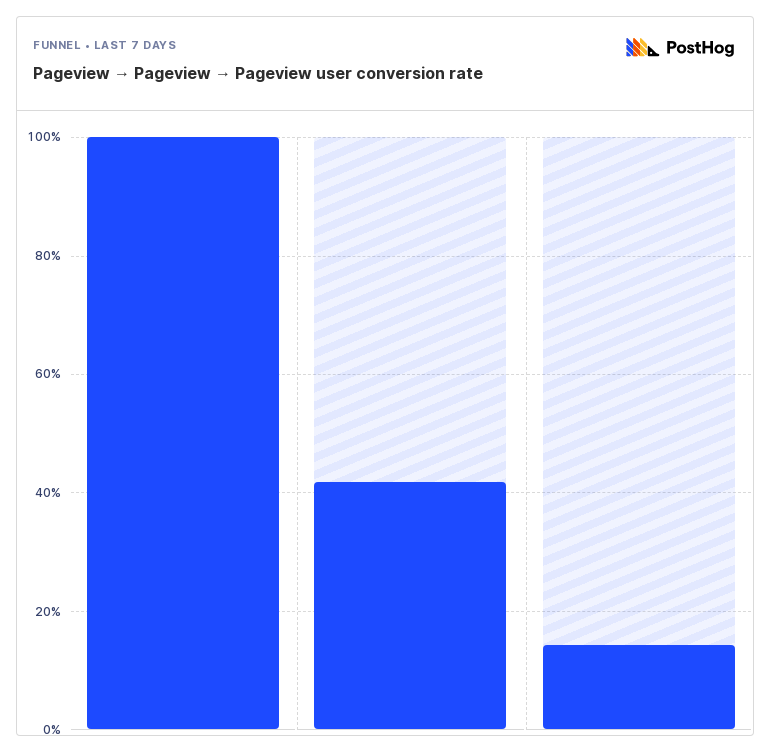 FUNNEL • LAST 7 DAYS
PostHog
Pageview → Pageview → Pageview user conversion rate
100%
80%
60%
40%
20%
0%